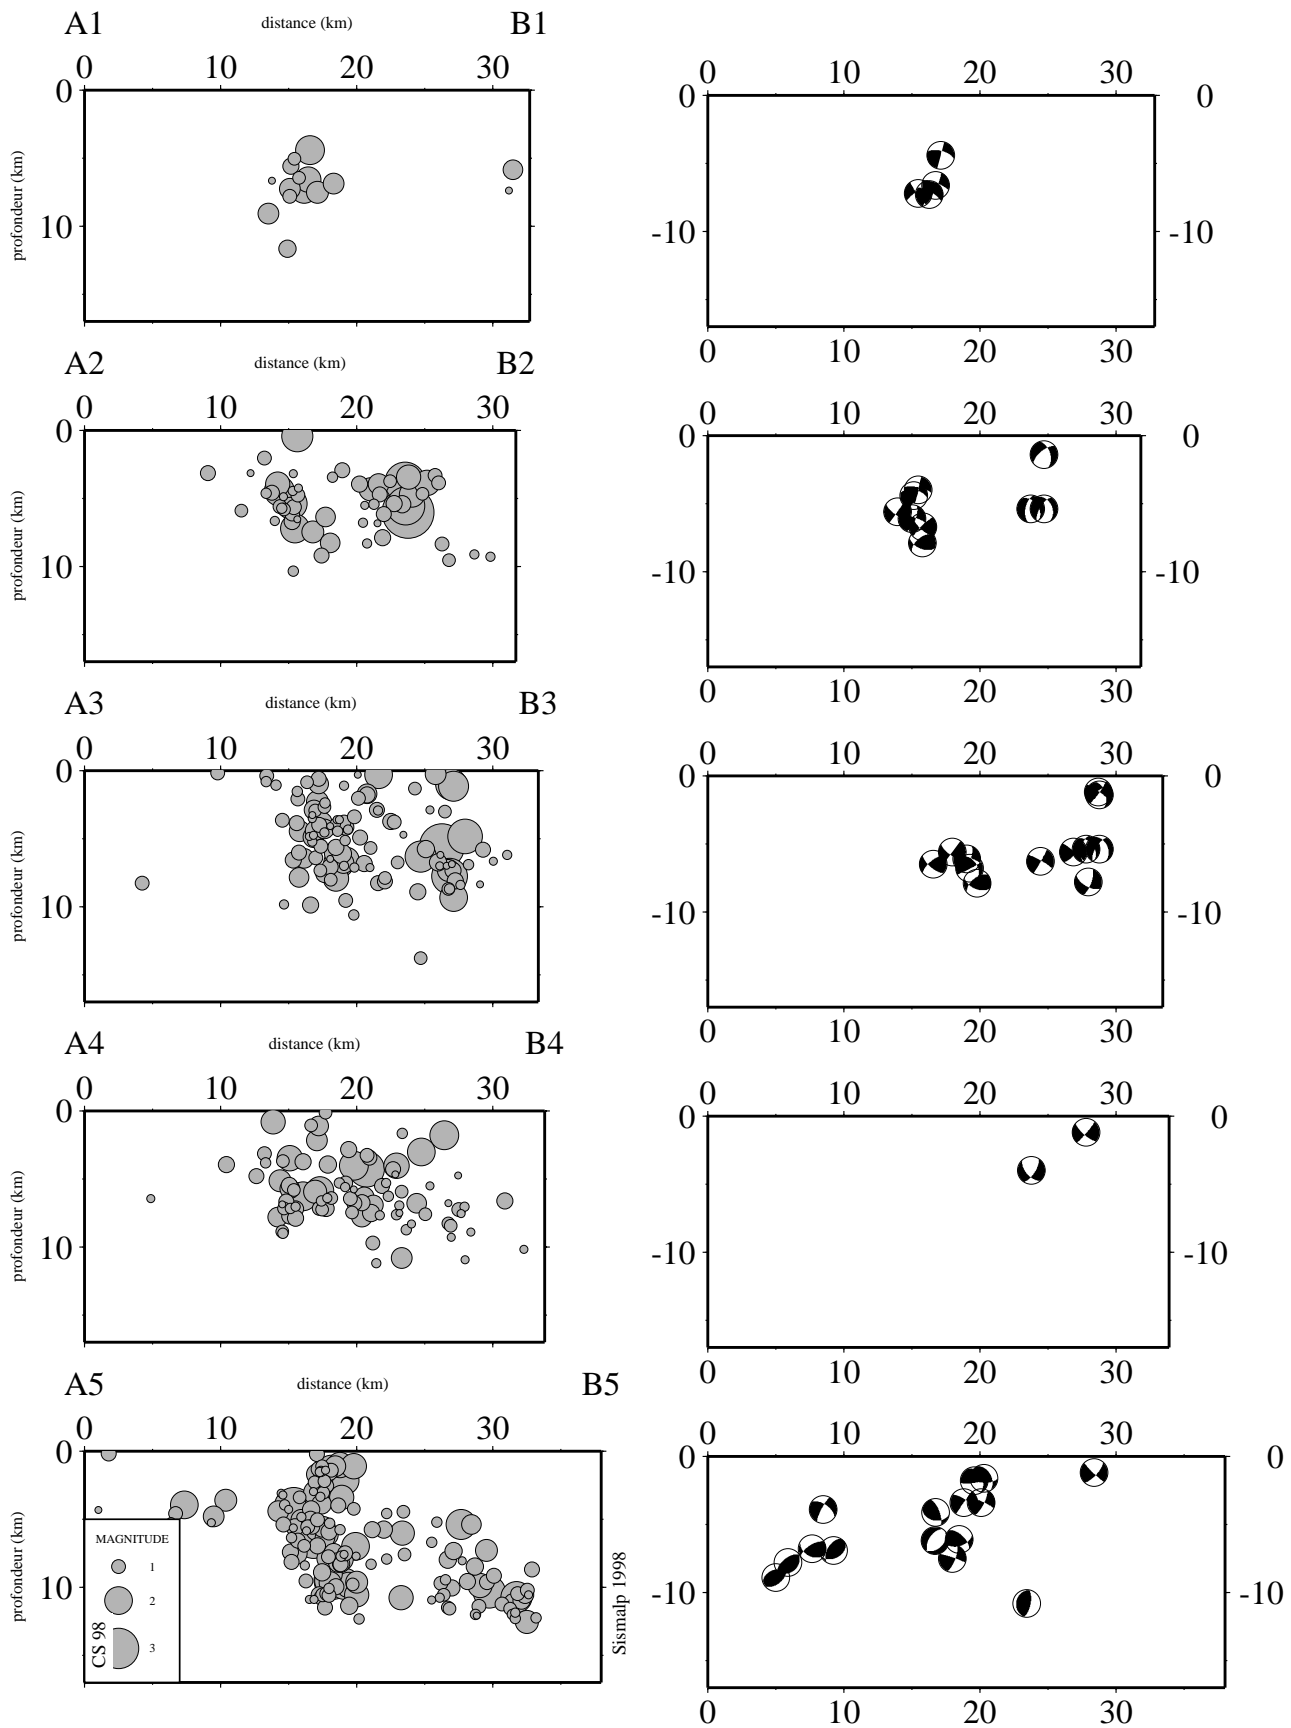 A1 distance (km) B1
0 10 20 30
0
10
profondeur (km)
0 10 20 30
0 0
-10 -10
0 10 20 30
A2 distance (km) B2
0 10 20 30
0
10
profondeur (km)
0 10 20 30
0 0
-10 -10
0 10 20 30
A3 distance (km) B3
0 10 20 30
0
10
profondeur (km)
0 10 20 30
0 0
-10 -10
0 10 20 30
A4 distance (km) B4
0 10 20 30
0
10
profondeur (km)
0 10 20 30
0 0
-10 -10
0 10 20 30
A5 distance (km) B5
0 10 20 30
0
10
profondeur (km)
MAGNITUDE
1
2
3
CS 98
Sismalp 1998
0 10 20 30
0 0
-10 -10
0 10 20 30